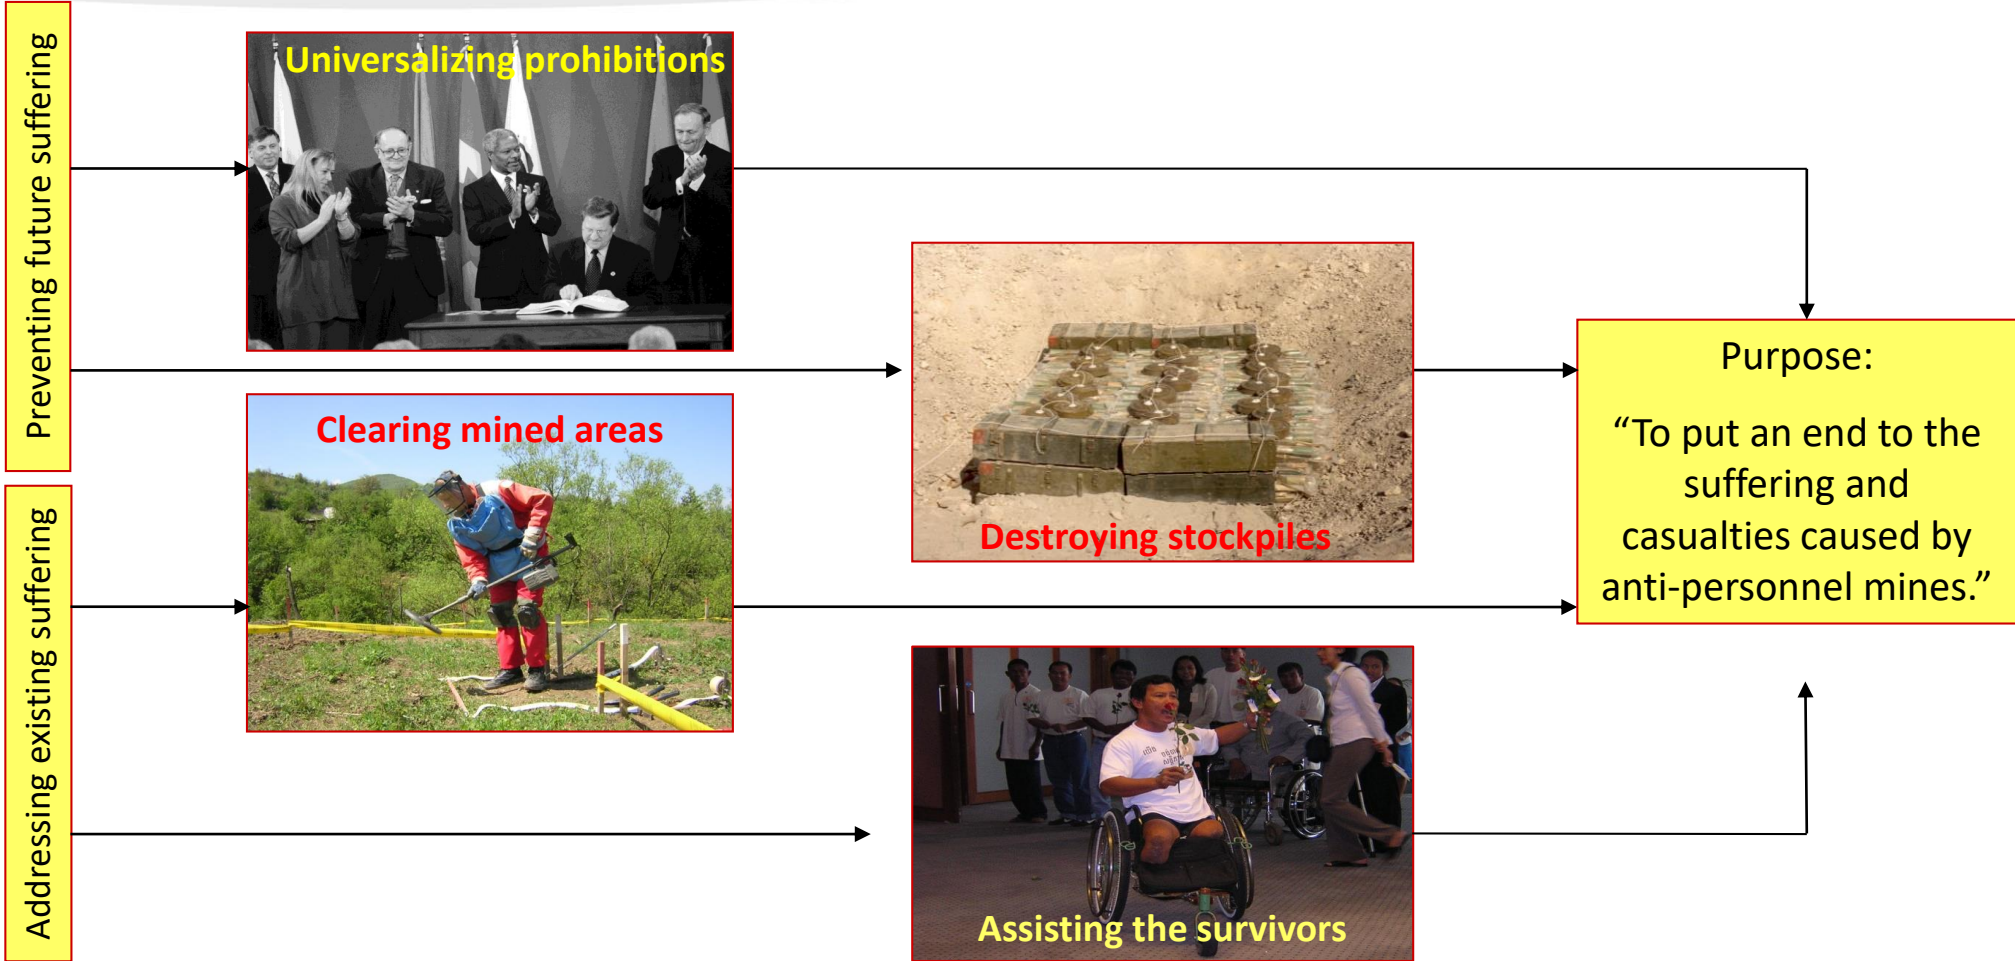 Preventing future suffering
Universalizing prohibitions
Destroying stockpiles
Addressing existing suffering
Clearing mined areas
Assisting the survivors
Purpose:
“To put an end to the
suffering and
casualties caused by
anti-personnel mines.”